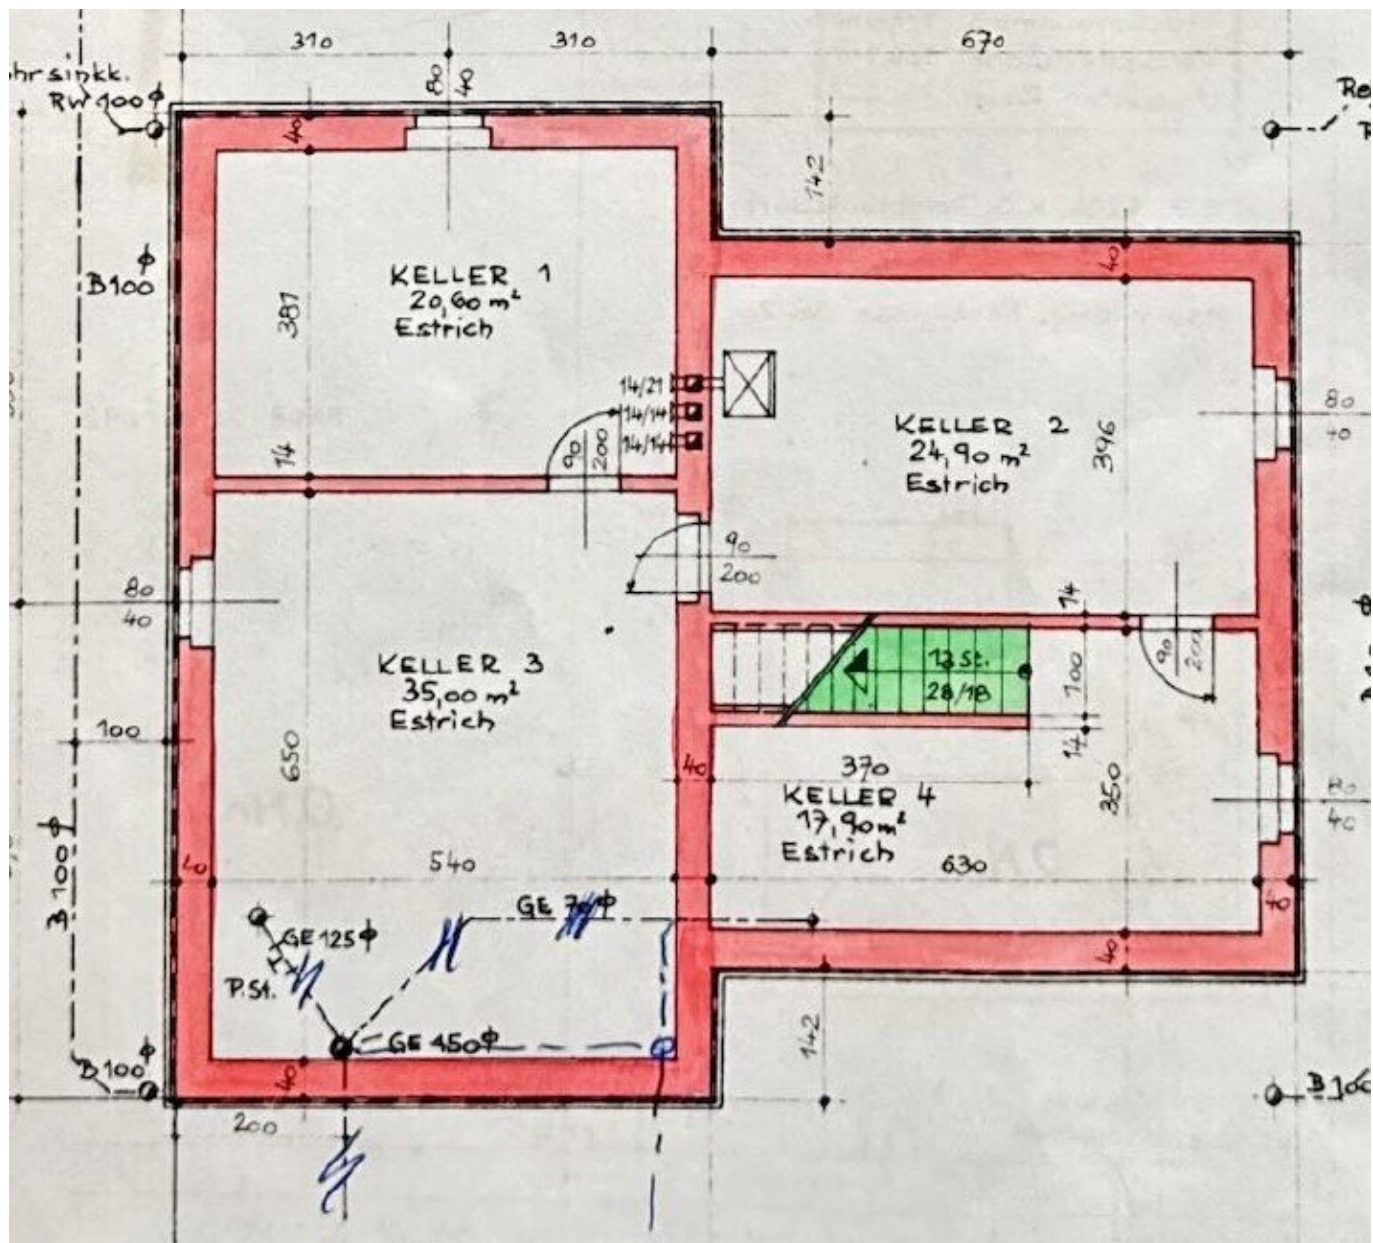 310
310
670
80
40
RW 100 φ
40
142
40
B100 φ
KELLER 1
20,60 m²
Estrich
387
14/21
14/14
14/14
14
90
200
KELLER 2
24,90 m²
Estrich
396
80
40
90
200
80
40
14
12 St.
28/18
100
14
90
200
KELLER 3
35,00 m²
Estrich
650
100
40
370
KELLER 4
17,90 m²
Estrich
350
80
40
B 100 φ
40
540
630
40
GE 70 φ
GE 125 φ
P.St.
40
GE 150 φ
142
B 100 φ
40
B 100
200